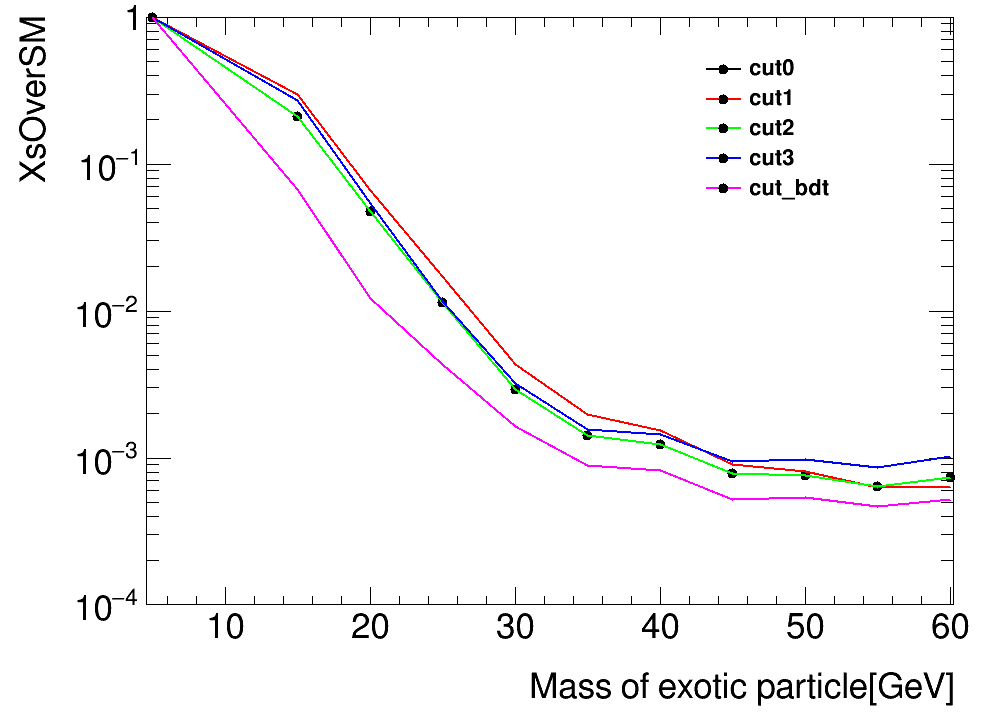 XsOverSM
1
10⁻¹
10⁻²
10⁻³
10⁻⁴
cut0
cut1
cut2
cut3
cut_bdt
10 20 30 40 50 60
Mass of exotic particle[GeV]